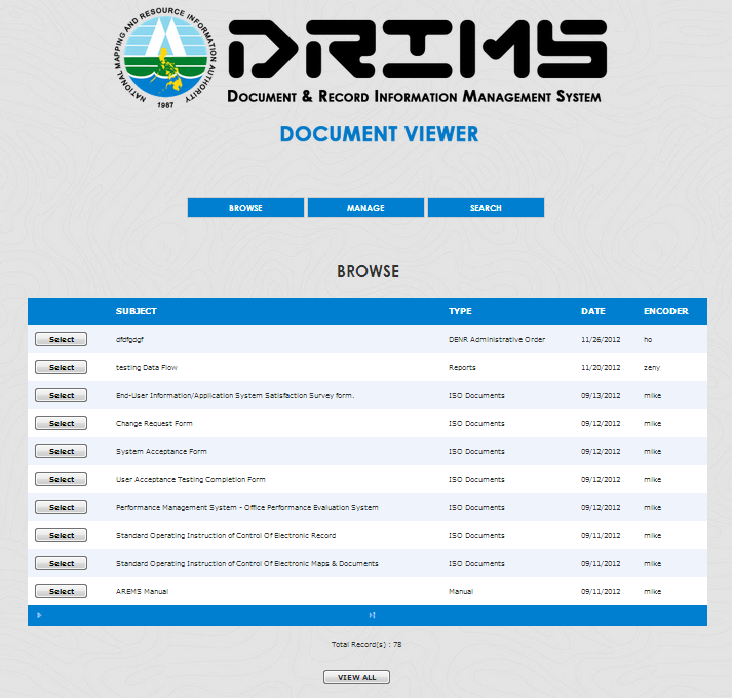 NATIONAL MAPPING AND RESOURCE INFORMATION AUTHORITY
1987
DRIMS
DOCUMENT & RECORD INFORMATION MANAGEMENT SYSTEM
DOCUMENT VIEWER
BROWSE MANAGE SEARCH
BROWSE
SUBJECT TYPE DATE ENCODER
Select dfdfgdgf DENR Administrative Order 11/26/2012 ho
Select testing Data Flow Reports 11/20/2012 zeny
Select End-User Information/Application System Satisfaction Survey form. ISO Documents 09/13/2012 mike
Select Change Request Form ISO Documents 09/12/2012 mike
Select System Acceptance Form ISO Documents 09/12/2012 mike
Select User Acceptance Testing Completion Form ISO Documents 09/12/2012 mike
Select Performance Management System - Office Performance Evaluation System ISO Documents 09/12/2012 mike
Select Standard Operating Instruction of Control Of Electronic Record ISO Documents 09/11/2012 mike
Select Standard Operating Instruction of Control Of Electronic Maps & Documents ISO Documents 09/11/2012 mike
Select AREMS Manual Manual 09/11/2012 mike
Total Record(s) : 78
VIEW ALL